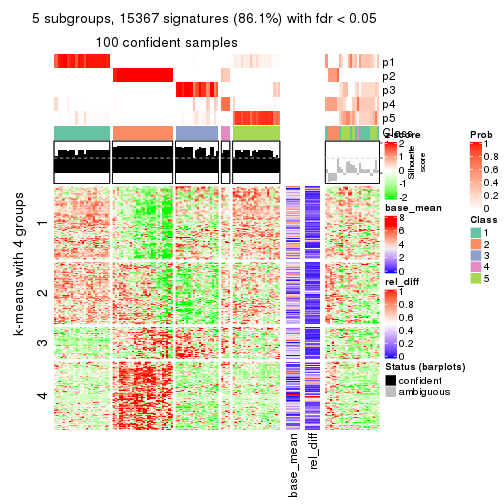 5 subgroups, 15367 signatures (86.1%) with fdr < 0.05
100 confident samples
p1
p2
p3
p4
p5
Class
Silhouette
score
k-means with 4 groups
1
2
3
4
base_mean
rel_diff
z-score
2
1
0
-1
-2
base_mean
8
6
4
2
0
rel_diff
1
0.8
0.6
0.4
0.2
0
Status (barplots)
confident
ambiguous
Prob
1
0.8
0.6
0.4
0.2
0
Class
1
2
3
4
5